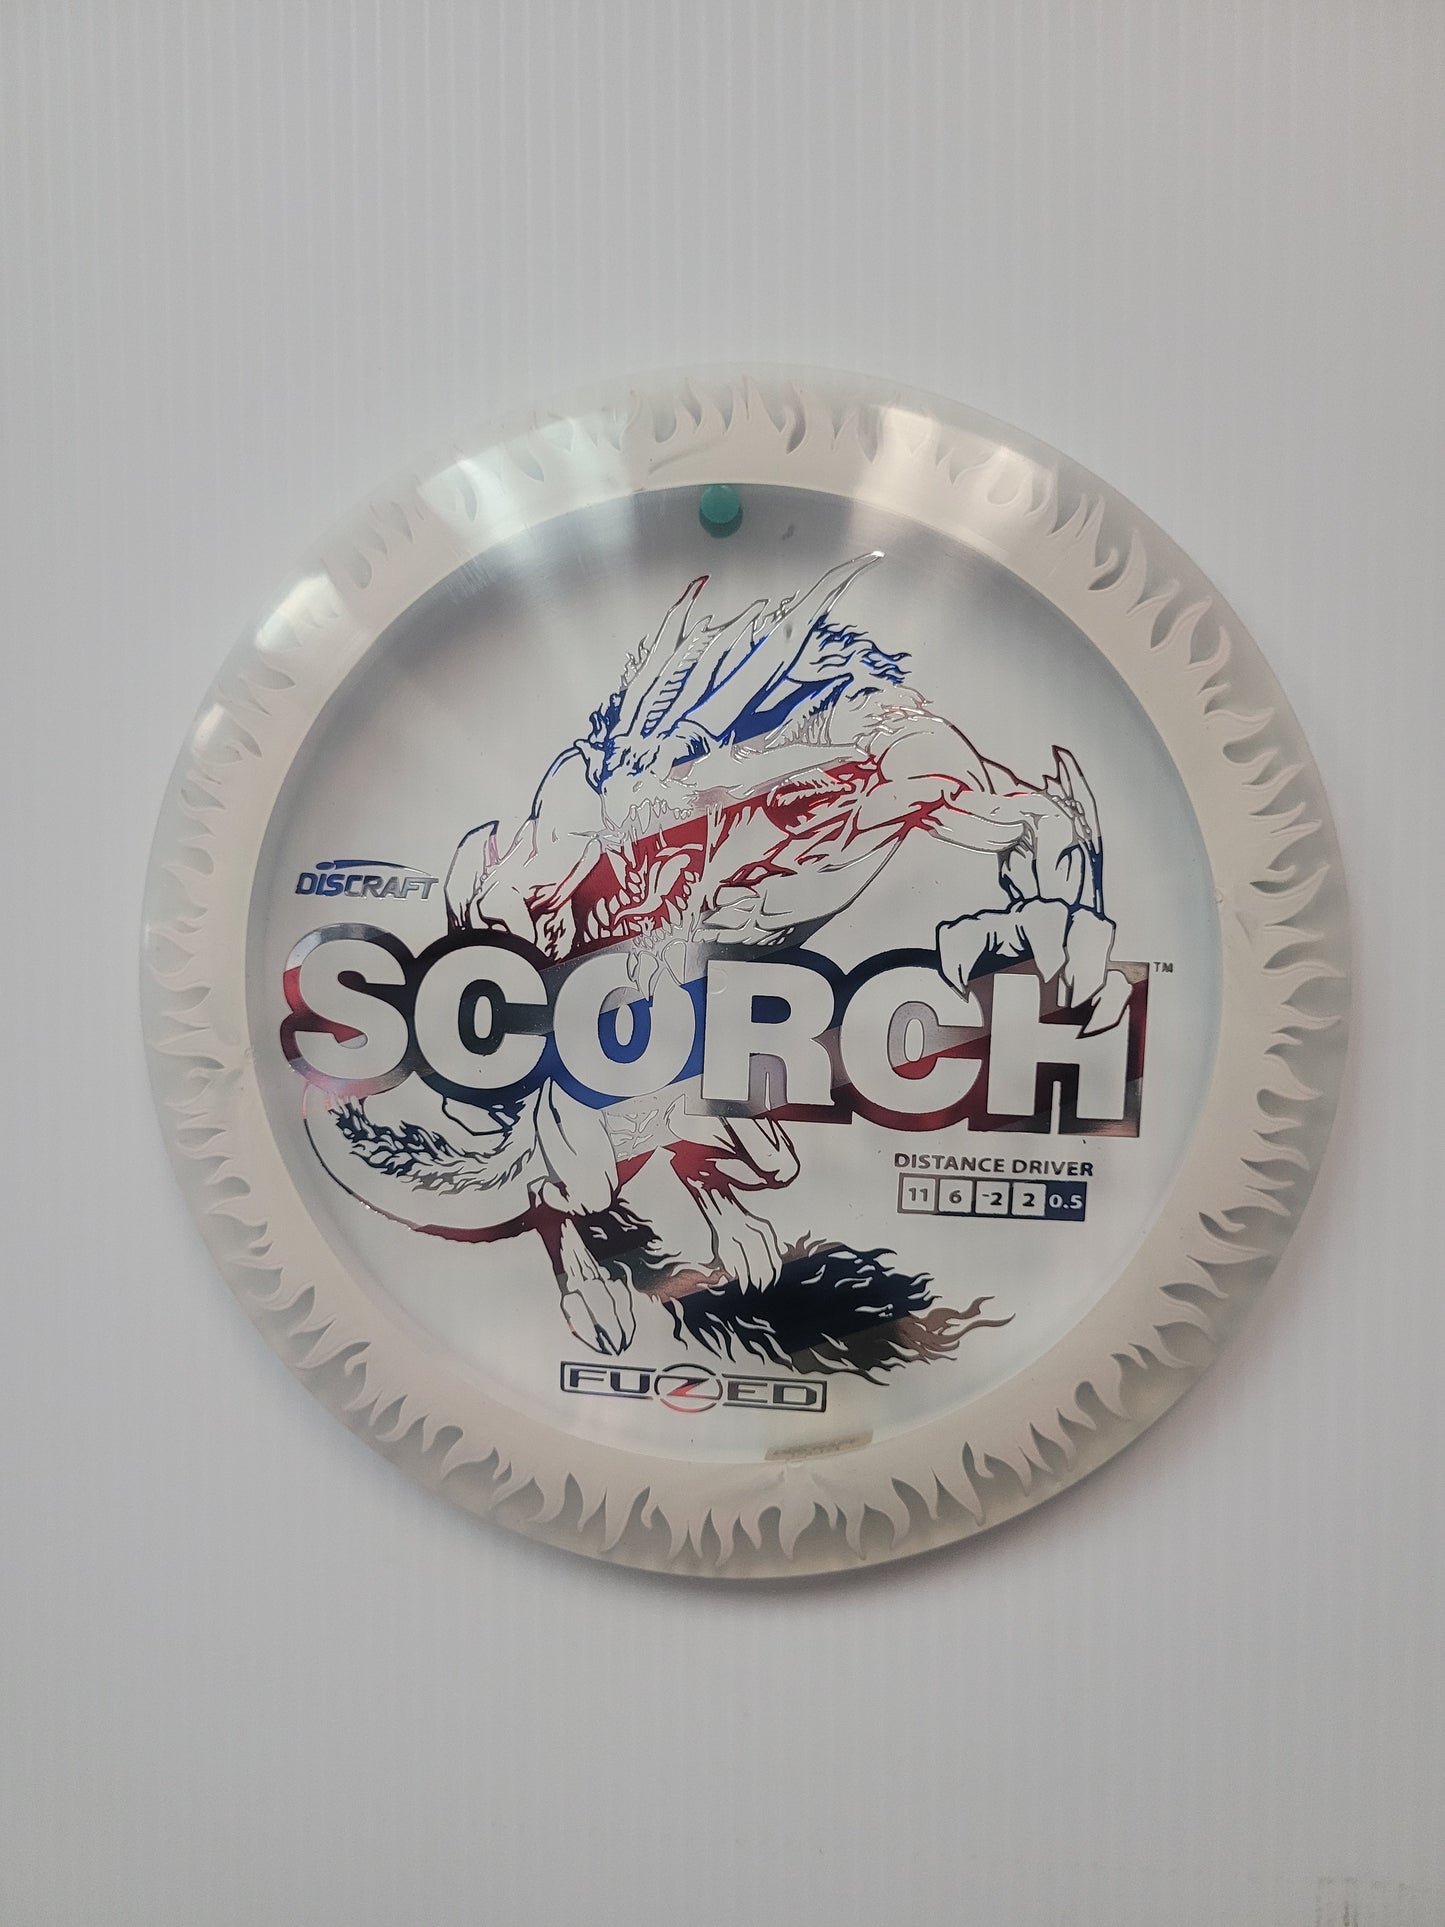 DISCRAFT
SCORCH™
DISTANCE DRIVER
11 6 -2 2 0.5
FUZED